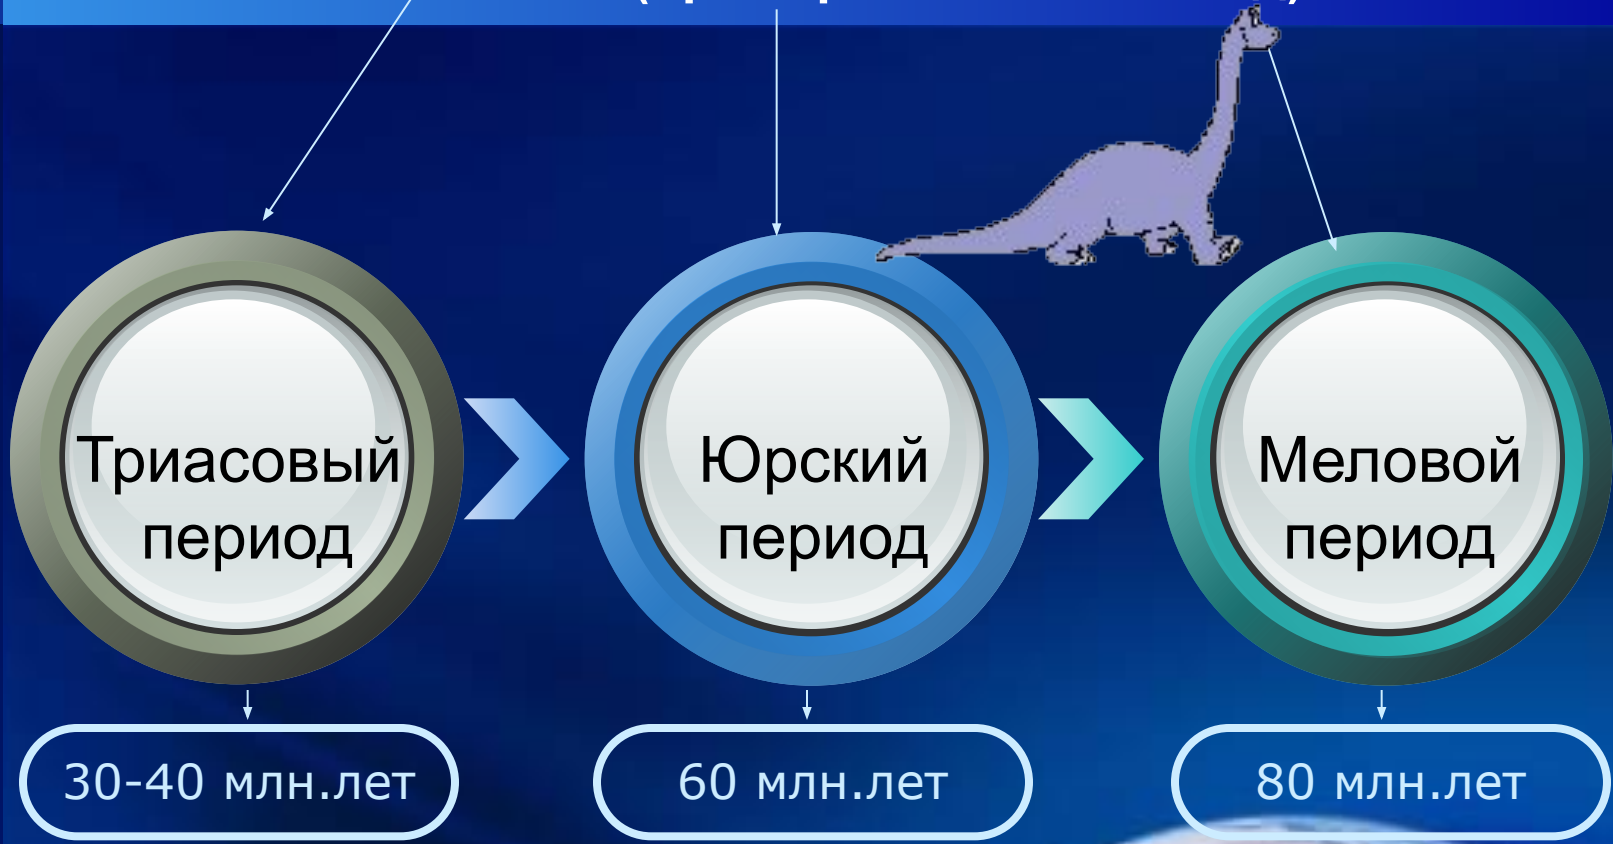 Триасовый
период
Юрский
период
Меловой
период
30-40 млн.лет
60 млн.лет
80 млн.лет